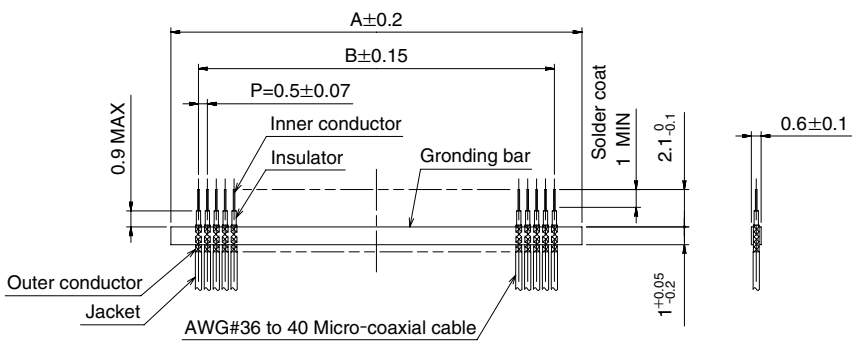 A±0.2
B±0.15
P=0.5±0.07
0.9 MAX
Inner conductor
Insulator
Gronding bar
Solder coat
1 MIN
2.1 0 -0.1
0.6±0.1
Outer conductor
Jacket
AWG#36 to 40 Micro-coaxial cable
1 +0.05 -0.2